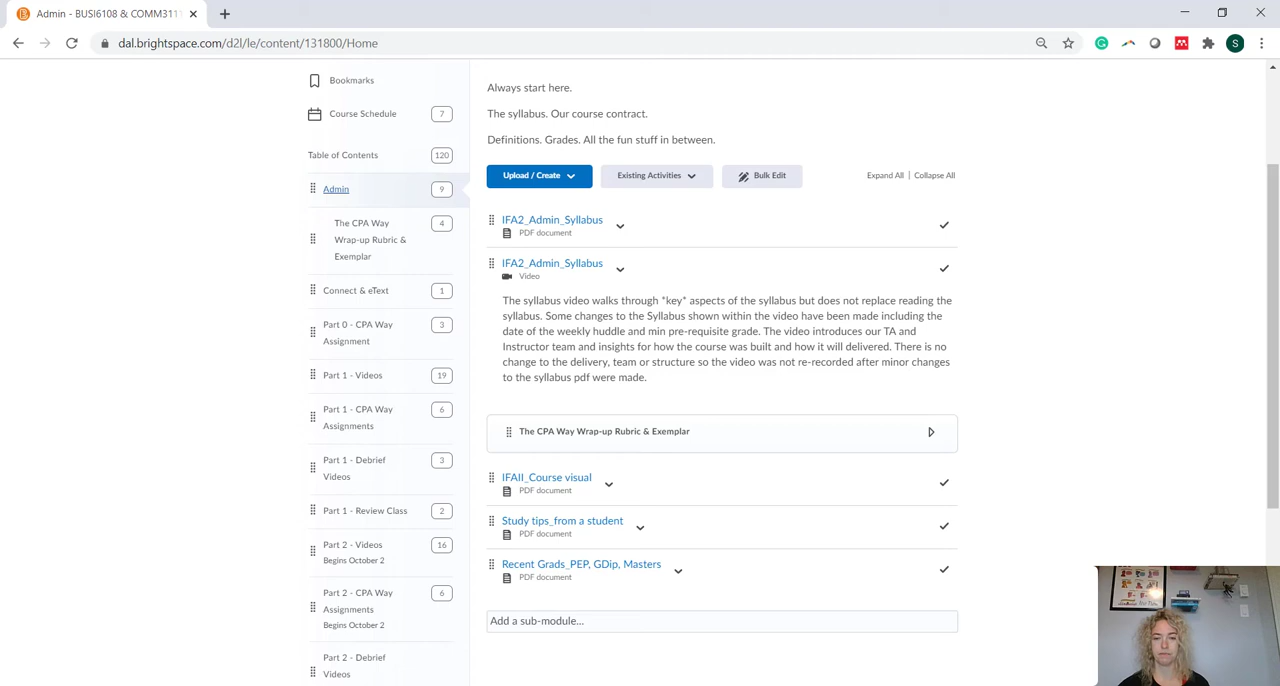 Admin - BUSI6108 & COMM311
dal.brightspace.com/d2l/le/content/131800/Home
S
Bookmarks
Course Schedule
7
Table of Contents
120
Admin
9
The CPA Way
Wrap-up Rubric &
Exemplar
4
Connect & eText
1
Part 0 - CPA Way
Assignment
3
Part 1 - Videos
19
Part 1 - CPA Way
Assignments
6
Part 1 - Debrief
Videos
3
Part 1 - Review Class
2
Part 2 - Videos
Begins October 2
16
Part 2 - CPA Way
Assignments
Begins October 2
6
Part 2 - Debrief
Videos
Always start here.
The syllabus. Our course contract.
Definitions. Grades. All the fun stuff in between.
Upload / Create
Existing Activities
Bulk Edit
Expand All | Collapse All
IFA2_Admin_Syllabus
PDF document
IFA2_Admin_Syllabus
Video
The syllabus video walks through *key* aspects of the syllabus but does not replace reading the
syllabus. Some changes to the Syllabus shown within the video have been made including the
date of the weekly huddle and min pre-requisite grade. The video introduces our TA and
Instructor team and insights for how the course was built and how it will delivered. There is no
change to the delivery, team or structure so the video was not re-recorded after minor changes
to the syllabus pdf were made.
The CPA Way Wrap-up Rubric & Exemplar
IFAII_Course visual
PDF document
Study tips_from a student
PDF document
Recent Grads_PEP, GDip, Masters
PDF document
Add a sub-module...